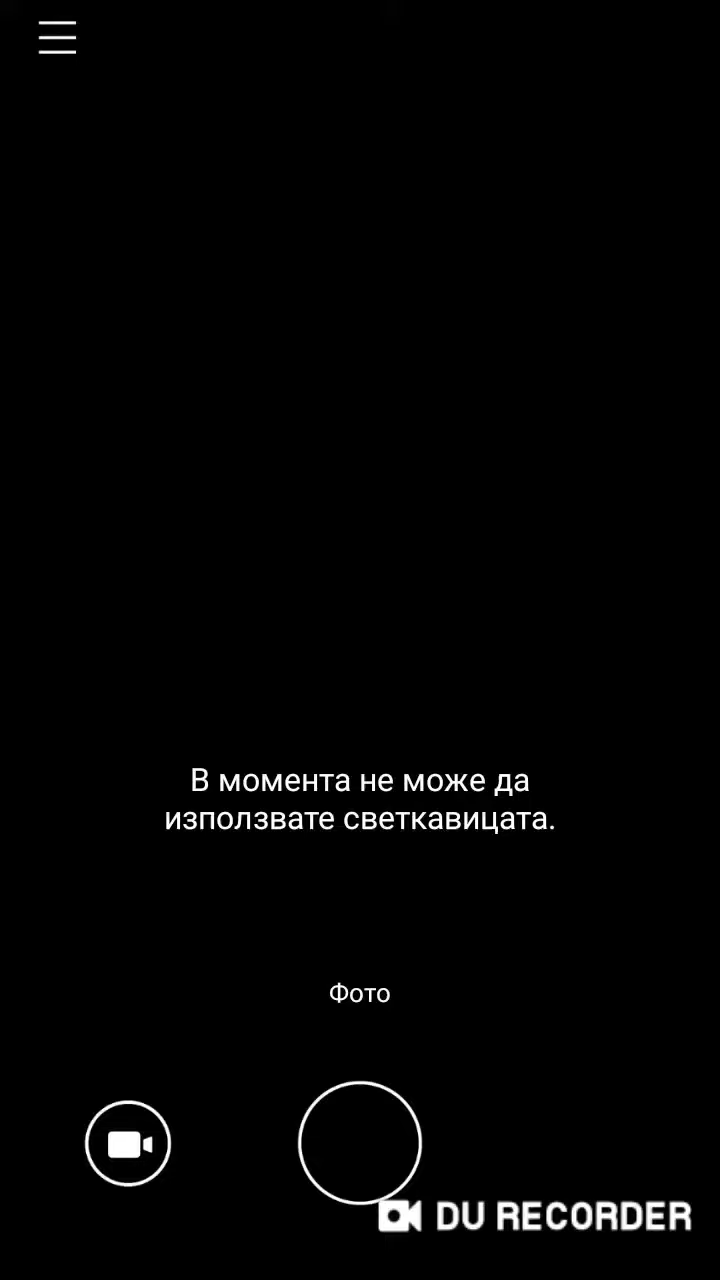 В момента не може да
използвате светкавицата.
Фото
DU RECORDER